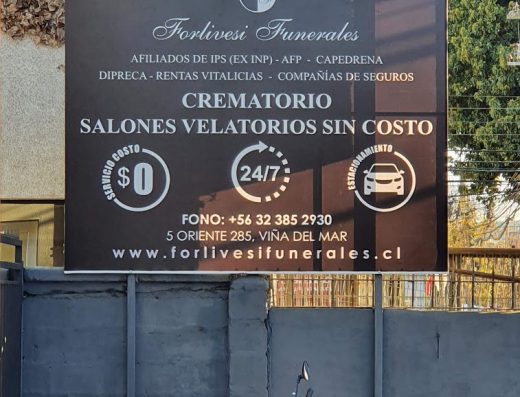 Forlivesi Funerales
AFILIADOS DE IPS (EX INP) - AFP - CAPEDRENA
DIPRECA - RENTAS VITALICIAS - COMPAÑÍAS DE SEGUROS
CREMATORIO
SALONES VELATORIOS SIN COSTO
SERVICIO COSTO
$0
24/7
ESTACIONAMIENTO
FONO: +56 32 385 2930
5 ORIENTE 285, VIÑA DEL MAR
www.forlivesifunerales.cl